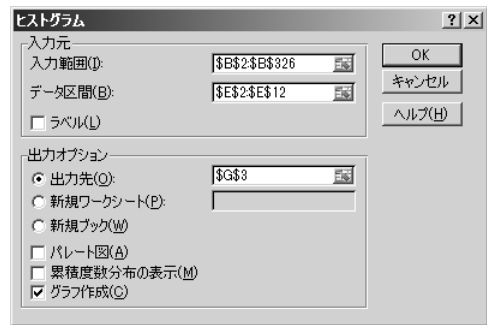 ヒストグラム
入力元
入力範囲(I): $B$2:$B$326
データ区間(B): $E$2:$E$12
ラベル(L)
出力オプション
出力先(O): $G$3
新規ワークシート(P):
新規ブック(W)
パレート図(A)
累積度数分布の表示(M)
グラフ作成(C)
OK
キャンセル
ヘルプ(H)